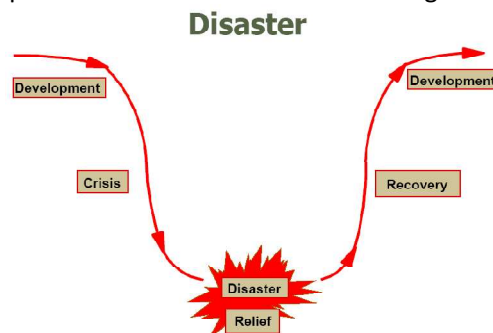 Disaster
Development
Development
Crisis
Recovery
Disaster
Relief